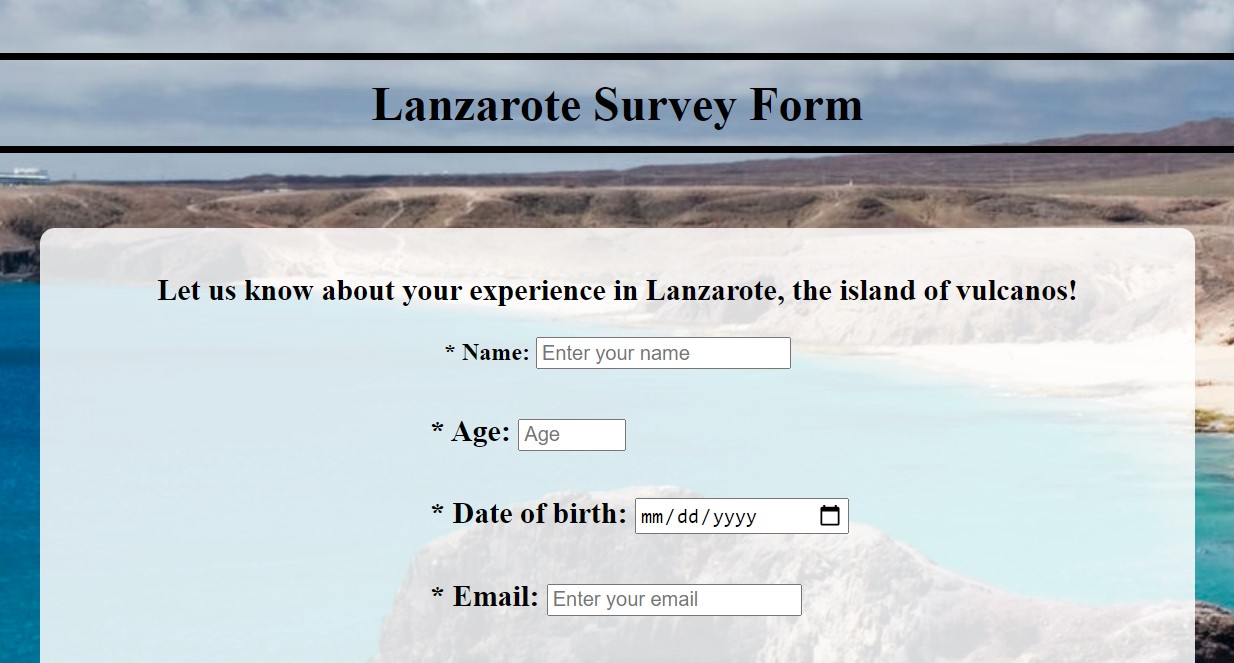 Lanzarote Survey Form
Let us know about your experience in Lanzarote, the island of vulcanos!
* Name: Enter your name
* Age: Age
* Date of birth: mm/dd/yyyy
* Email: Enter your email